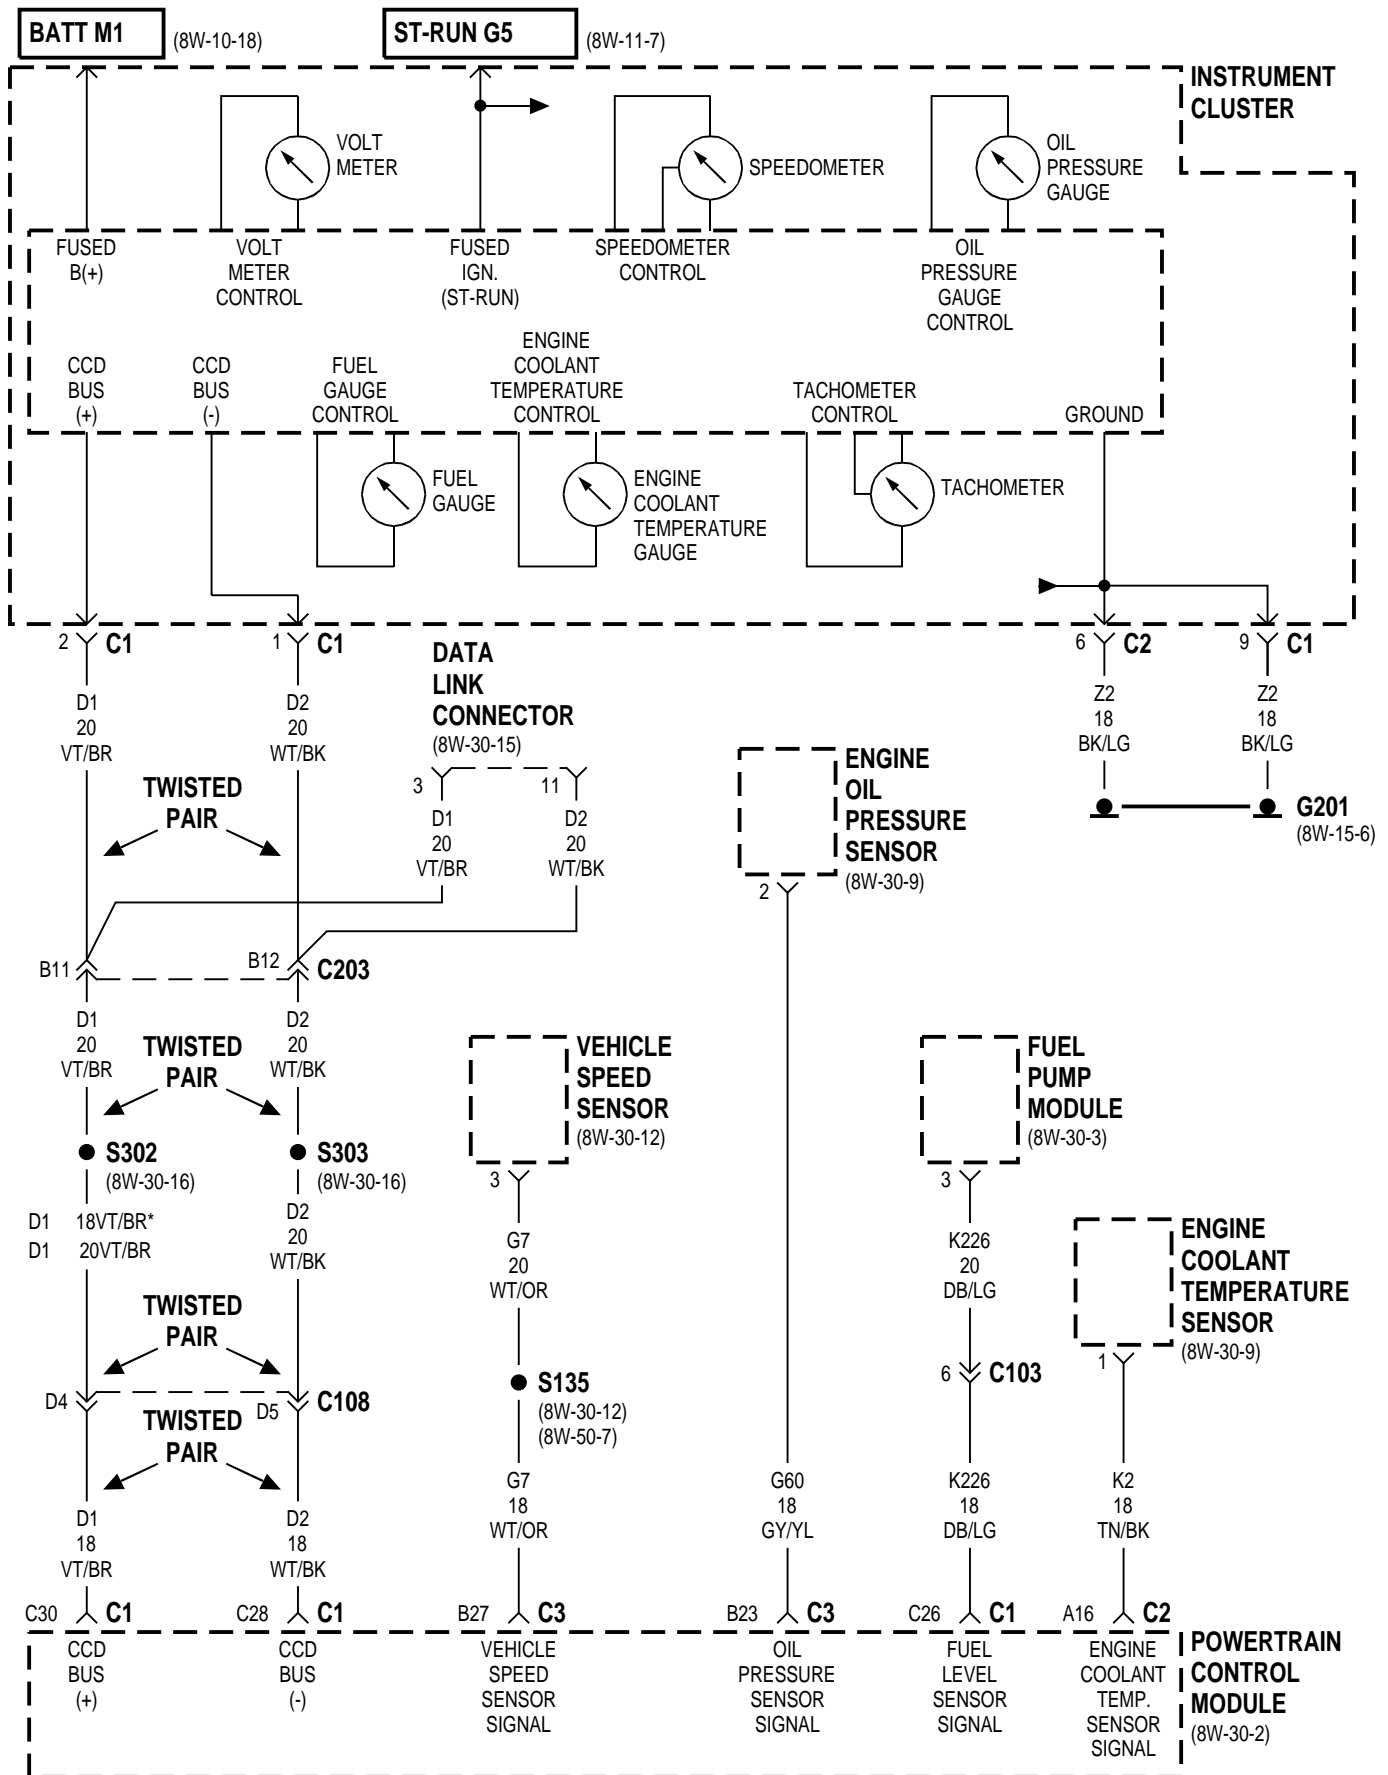 BATT M1
(8W-10-18)
ST-RUN G5
(8W-11-7)
INSTRUMENT
CLUSTER
VOLT
METER
SPEEDOMETER
OIL
PRESSURE
GAUGE
FUSED
B(+)
VOLT
METER
CONTROL
FUSED
IGN.
(ST-RUN)
SPEEDOMETER
CONTROL
OIL
PRESSURE
GAUGE
CONTROL
CCD
BUS
(+)
CCD
BUS
(-)
FUEL
GAUGE
CONTROL
ENGINE
COOLANT
TEMPERATURE
CONTROL
TACHOMETER
CONTROL
GROUND
FUEL
GAUGE
ENGINE
COOLANT
TEMPERATURE
GAUGE
TACHOMETER
2 C1
1 C1
6 C2
9 C1
D1
20
VT/BR
D2
20
WT/BK
DATA
LINK
CONNECTOR
(8W-30-15)
Z2
18
BK/LG
Z2
18
BK/LG
G201
(8W-15-6)
TWISTED
PAIR
3
11
D1
20
VT/BR
D2
20
WT/BK
ENGINE
OIL
PRESSURE
SENSOR
(8W-30-9)
2
B11
B12
C203
D1
20
VT/BR
TWISTED
PAIR
D2
20
WT/BK
VEHICLE
SPEED
SENSOR
(8W-30-12)
3
FUEL
PUMP
MODULE
(8W-30-3)
3
S302
(8W-30-16)
S303
(8W-30-16)
D1 18VT/BR*
D1 20VT/BR
D2
20
WT/BK
G7
20
WT/OR
K226
20
DB/LG
ENGINE
COOLANT
TEMPERATURE
SENSOR
(8W-30-9)
1
TWISTED
PAIR
D4
D5
C108
S135
(8W-30-12)
(8W-50-7)
6 C103
TWISTED
PAIR
D1
18
VT/BR
D2
18
WT/BK
G7
18
WT/OR
G60
18
GY/YL
K226
18
DB/LG
K2
18
TN/BK
C30 C1
C28 C1
B27 C3
B23 C3
C26 C1
A16 C2
CCD
BUS
(+)
CCD
BUS
(-)
VEHICLE
SPEED
SENSOR
SIGNAL
OIL
PRESSURE
SENSOR
SIGNAL
FUEL
LEVEL
SENSOR
SIGNAL
ENGINE
COOLANT
TEMP.
SENSOR
SIGNAL
POWERTRAIN
CONTROL
MODULE
(8W-30-2)